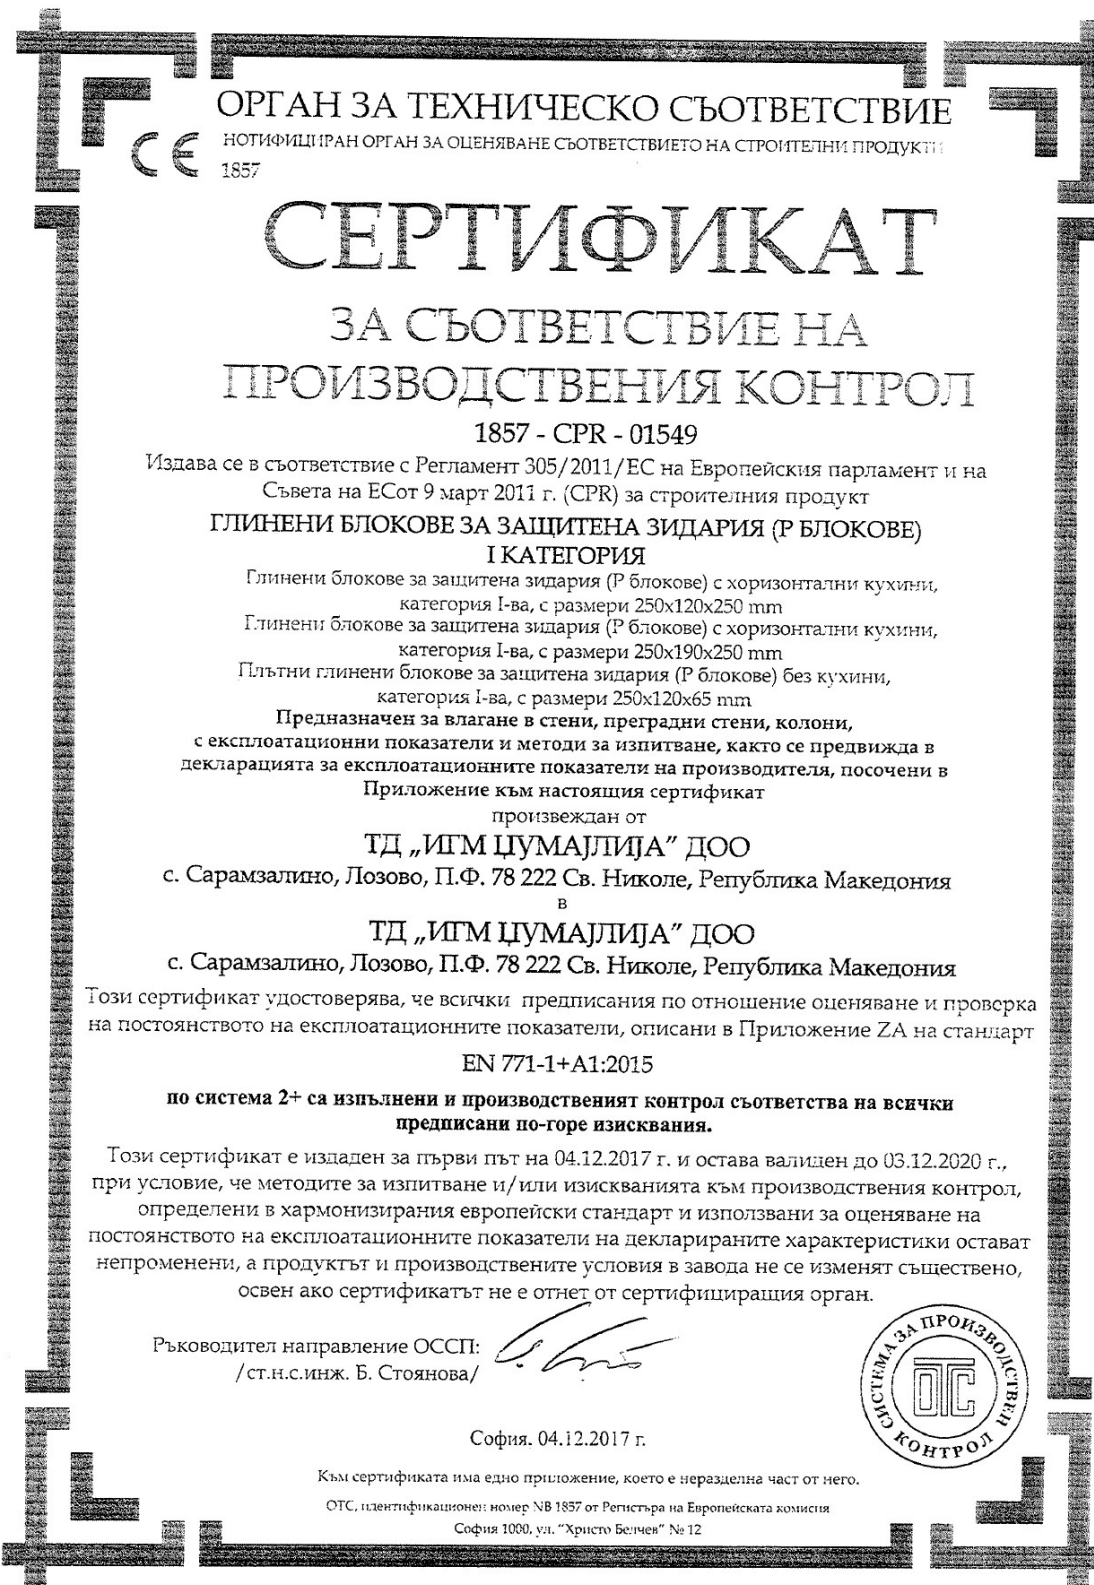 ОРГАН ЗА ТЕХНИЧЕСКО СЪОТВЕТСТВИЕ
CE НОТИФИЦИРАН ОРГАН ЗА ОЦЕНЯВАНЕ СЪОТВЕТСТВИЕТО НА СТРОИТЕЛНИ ПРОДУКТИ
1857
СЕРТИФИКАТ
ЗА СЪОТВЕТСТВИЕ НА
ПРОИЗВОДСТВЕНИЯ КОНТРОЛ
1857 - CPR - 01549
Издава се в съответствие с Регламент 305/2011/ЕС на Европейския парламент и на
Съвета на ЕСот 9 март 2011 г. (CPR) за строителния продукт
ГЛИНЕНИ БЛОКОВЕ ЗА ЗАЩИТЕНА ЗИДАРИЯ (Р БЛОКОВЕ)
I КАТЕГОРИЯ
Глинени блокове за защитена зидария (Р блокове) с хоризонтални кухини,
категория I-ва, с размери 250x120x250 mm
Глинени блокове за защитена зидария (Р блокове) с хоризонтални кухини,
категория I-ва, с размери 250x190x250 mm
Плътни глинени блокове за защитена зидария (Р блокове) без кухини,
категория I-ва, с размери 250x120x65 mm
Предназначен за влагане в стени, преградни стени, колони,
с експлоатационни показатели и методи за изпитване, както се предвижда в
декларацията за експлоатационните показатели на производителя, посочени в
Приложение към настоящия сертификат
произвеждан от
ТД „ИГМ ЏУМАЈЛИЈА” ДОО
с. Сарамзалино, Лозово, П.Ф. 78 222 Св. Николе, Република Македония
в
ТД „ИГМ ЏУМАЈЛИЈА” ДОО
с. Сарамзалино, Лозово, П.Ф. 78 222 Св. Николе, Република Македония
Този сертификат удостоверява, че всички предписания по отношение оценяване и проверка
на постоянството на експлоатационните показатели, описани в Приложение ZA на стандарт
EN 771-1+A1:2015
по система 2+ са изпълнени и производственият контрол съответства на всички
предписани по-горе изисквания.
Този сертификат е издаден за първи път на 04.12.2017 г. и остава валиден до 03.12.2020 г.,
при условие, че методите за изпитване и/или изискванията към производствения контрол,
определени в хармонизирания европейски стандарт и използвани за оценяване на
постоянството на експлоатационните показатели на декларираните характеристики остават
непроменени, а продуктът и производствените условия в завода не се изменят съществено,
освен ако сертификатът не е отнет от сертифициращия орган.
Ръководител направление ОССП:
/ст.н.с.инж. Б. Стоянова/
СИСТЕМА ЗА ПРОИЗВОДСТВЕН КОНТРОЛ
ОТС
София. 04.12.2017 г.
Към сертификата има едно приложение, което е неразделна част от него.
ОТС, идентификационен номер NB 1857 от Регистъра на Европейската комисия
София 1000, ул. "Христо Белчев" № 12